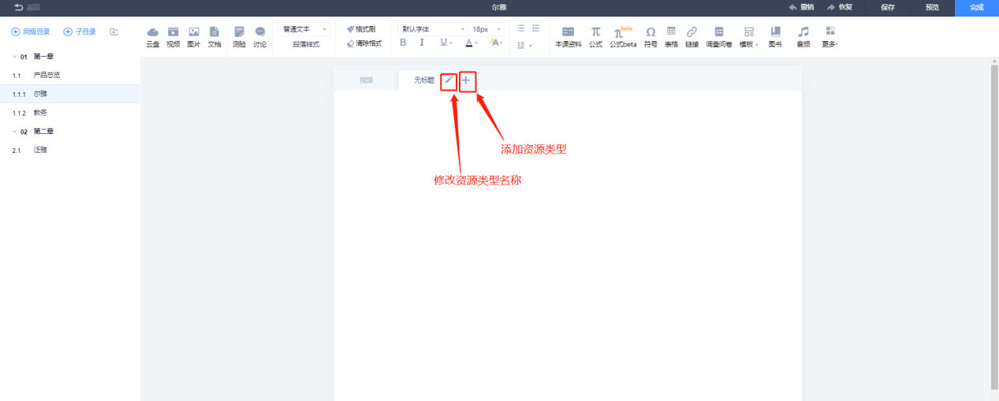 返回
尔雅
撤销 恢复 保存 预览 完成
同级目录 子目录
云盘 视频 图片 文档 测验 讨论
普通文本
段落样式
格式刷
清除格式
默认字体 18px
B I U A A
本课资料 公式 公式beta 符号 表格 链接 调查问卷 模板 图书 音频 更多
beta
01 第一章
1.1 产品总览
1.1.1 尔雅
1.1.2 教务
02 第二章
2.1 泛雅
视频 无标题
添加资源类型
修改资源类型名称